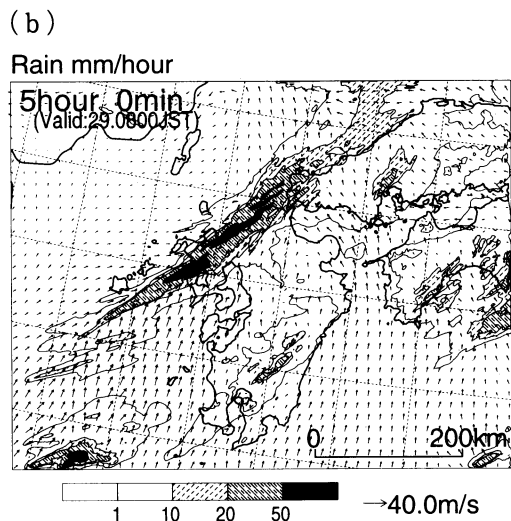 (b)
Rain mm/hour
5hour 0min
(Valid:29.0800JST)
0 200km
1 10 20 50
→40.0m/s